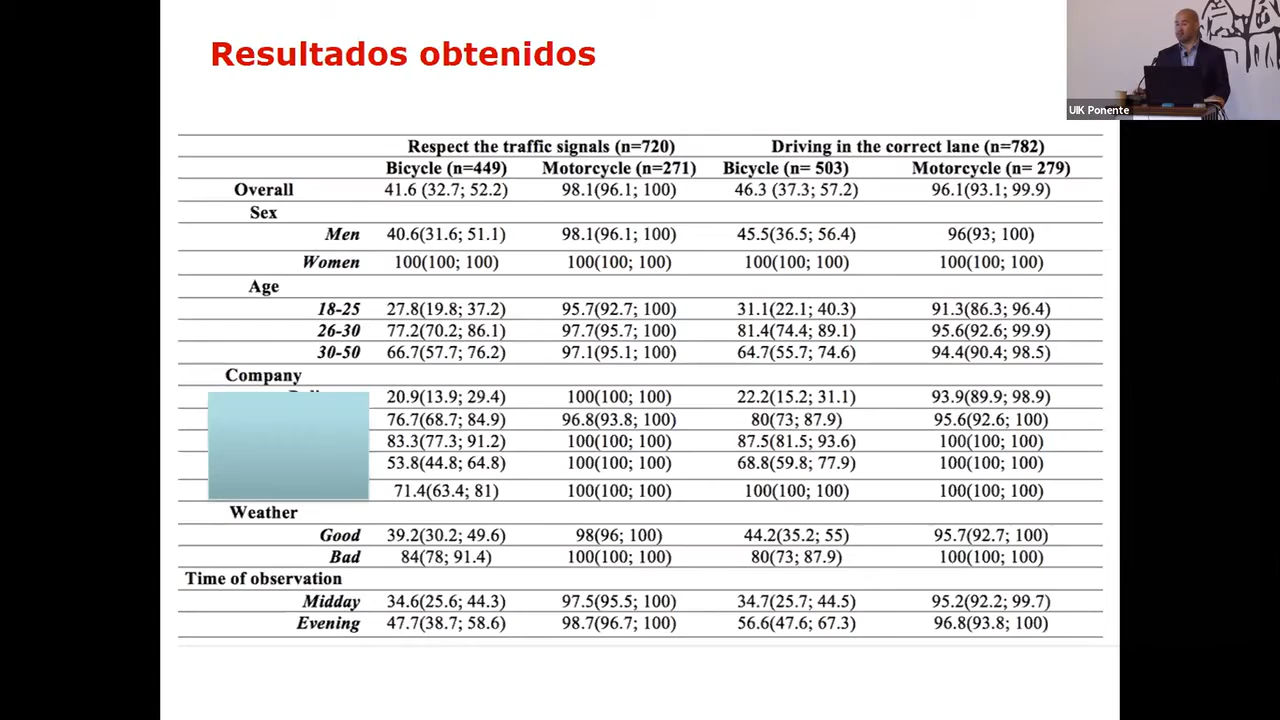 Resultados obtenidos
UIK Ponente
Respect the traffic signals (n=720) Driving in the correct lane (n=782)
Bicycle (n=449) Motorcycle (n=271) Bicycle (n= 503) Motorcycle (n= 279)
Overall 41.6 (32.7; 52.2) 98.1(96.1; 100) 46.3 (37.3; 57.2) 96.1(93.1; 99.9)
Sex
Men 40.6(31.6; 51.1) 98.1(96.1; 100) 45.5(36.5; 56.4) 96(93; 100)
Women 100(100; 100) 100(100; 100) 100(100; 100) 100(100; 100)
Age
18-25 27.8(19.8; 37.2) 95.7(92.7; 100) 31.1(22.1; 40.3) 91.3(86.3; 96.4)
26-30 77.2(70.2; 86.1) 97.7(95.7; 100) 81.4(74.4; 89.1) 95.6(92.6; 99.9)
30-50 66.7(57.7; 76.2) 97.1(95.1; 100) 64.7(55.7; 74.6) 94.4(90.4; 98.5)
Company
20.9(13.9; 29.4) 100(100; 100) 22.2(15.2; 31.1) 93.9(89.9; 98.9)
76.7(68.7; 84.9) 96.8(93.8; 100) 80(73; 87.9) 95.6(92.6; 100)
83.3(77.3; 91.2) 100(100; 100) 87.5(81.5; 93.6) 100(100; 100)
53.8(44.8; 64.8) 100(100; 100) 68.8(59.8; 77.9) 100(100; 100)
71.4(63.4; 81) 100(100; 100) 100(100; 100) 100(100; 100)
Weather
Good 39.2(30.2; 49.6) 98(96; 100) 44.2(35.2; 55) 95.7(92.7; 100)
Bad 84(78; 91.4) 100(100; 100) 80(73; 87.9) 100(100; 100)
Time of observation
Midday 34.6(25.6; 44.3) 97.5(95.5; 100) 34.7(25.7; 44.5) 95.2(92.2; 99.7)
Evening 47.7(38.7; 58.6) 98.7(96.7; 100) 56.6(47.6; 67.3) 96.8(93.8; 100)